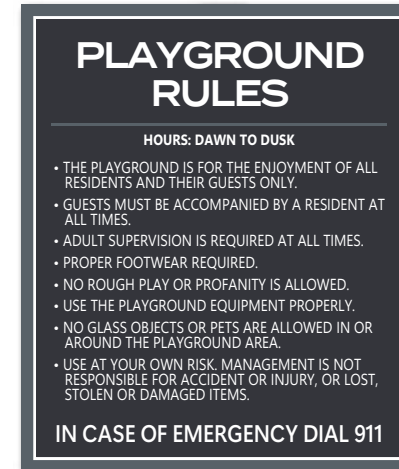 PLAYGROUND
RULES
HOURS: DAWN TO DUSK
• THE PLAYGROUND IS FOR THE ENJOYMENT OF ALL
RESIDENTS AND THEIR GUESTS ONLY.
• GUESTS MUST BE ACCOMPANIED BY A RESIDENT AT
ALL TIMES.
• ADULT SUPERVISION IS REQUIRED AT ALL TIMES.
• PROPER FOOTWEAR REQUIRED.
• NO ROUGH PLAY OR PROFANITY IS ALLOWED.
• USE THE PLAYGROUND EQUIPMENT PROPERLY.
• NO GLASS OBJECTS OR PETS ARE ALLOWED IN OR
AROUND THE PLAYGROUND AREA.
• USE AT YOUR OWN RISK. MANAGEMENT IS NOT
RESPONSIBLE FOR ACCIDENT OR INJURY, OR LOST,
STOLEN OR DAMAGED ITEMS.
IN CASE OF EMERGENCY DIAL 911